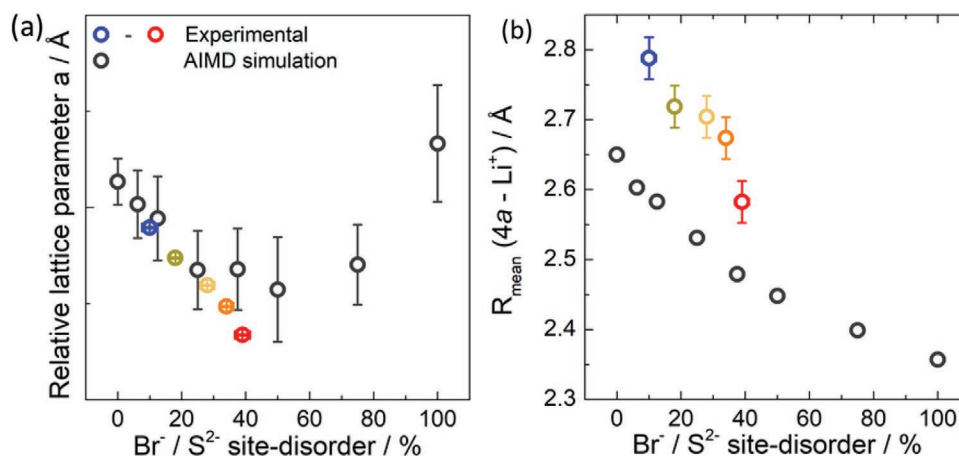 (a)
Experimental
AIMD simulation
Relative lattice parameter a / Å
0 20 40 60 80 100
Br⁻ / S²⁻ site-disorder / %
(b)
2.8
2.7
2.6
2.5
2.4
2.3
R_mean (4a - Li⁺) / Å
0 20 40 60 80 100
Br⁻ / S²⁻ site-disorder / %